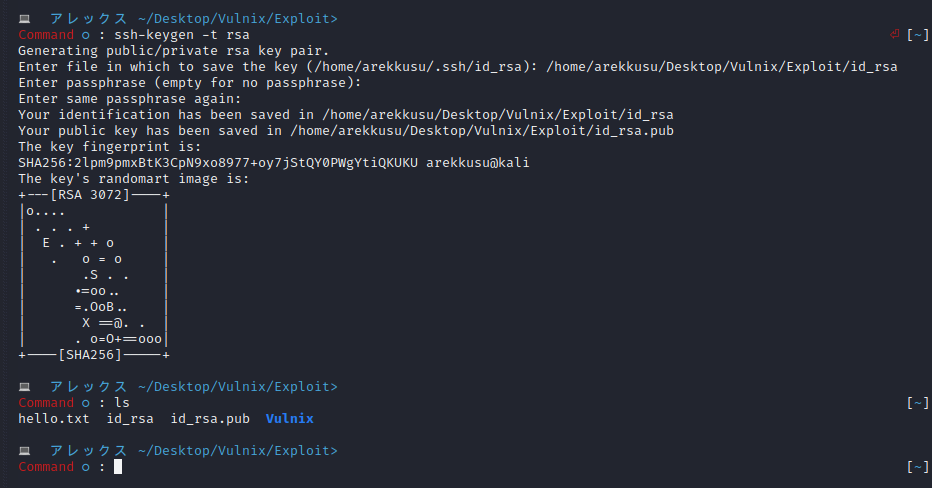 アレックス ~/Desktop/Vulnix/Exploit>
Command o : ssh-keygen -t rsa [~]
Generating public/private rsa key pair.
Enter file in which to save the key (/home/arekkusu/.ssh/id_rsa): /home/arekkusu/Desktop/Vulnix/Exploit/id_rsa
Enter passphrase (empty for no passphrase):
Enter same passphrase again:
Your identification has been saved in /home/arekkusu/Desktop/Vulnix/Exploit/id_rsa
Your public key has been saved in /home/arekkusu/Desktop/Vulnix/Exploit/id_rsa.pub
The key fingerprint is:
SHA256:2lpm9pmxBtK3CpN9xo8977+oy7jStQY0PWgYtiQKUKU arekkusu@kali
The key's randomart image is:
+---[RSA 3072]----+
|o....            |
| . . . +         |
|  E . + + o      |
|   .   o = o     |
|       .S . .    |
|      *=oo..     |
|      =.OoB..    |
|       X ==@. .  |
|      . o=O+==ooo|
+----[SHA256]-----+
アレックス ~/Desktop/Vulnix/Exploit>
Command o : ls [~]
hello.txt  id_rsa  id_rsa.pub  Vulnix
アレックス ~/Desktop/Vulnix/Exploit>
Command o : [~]